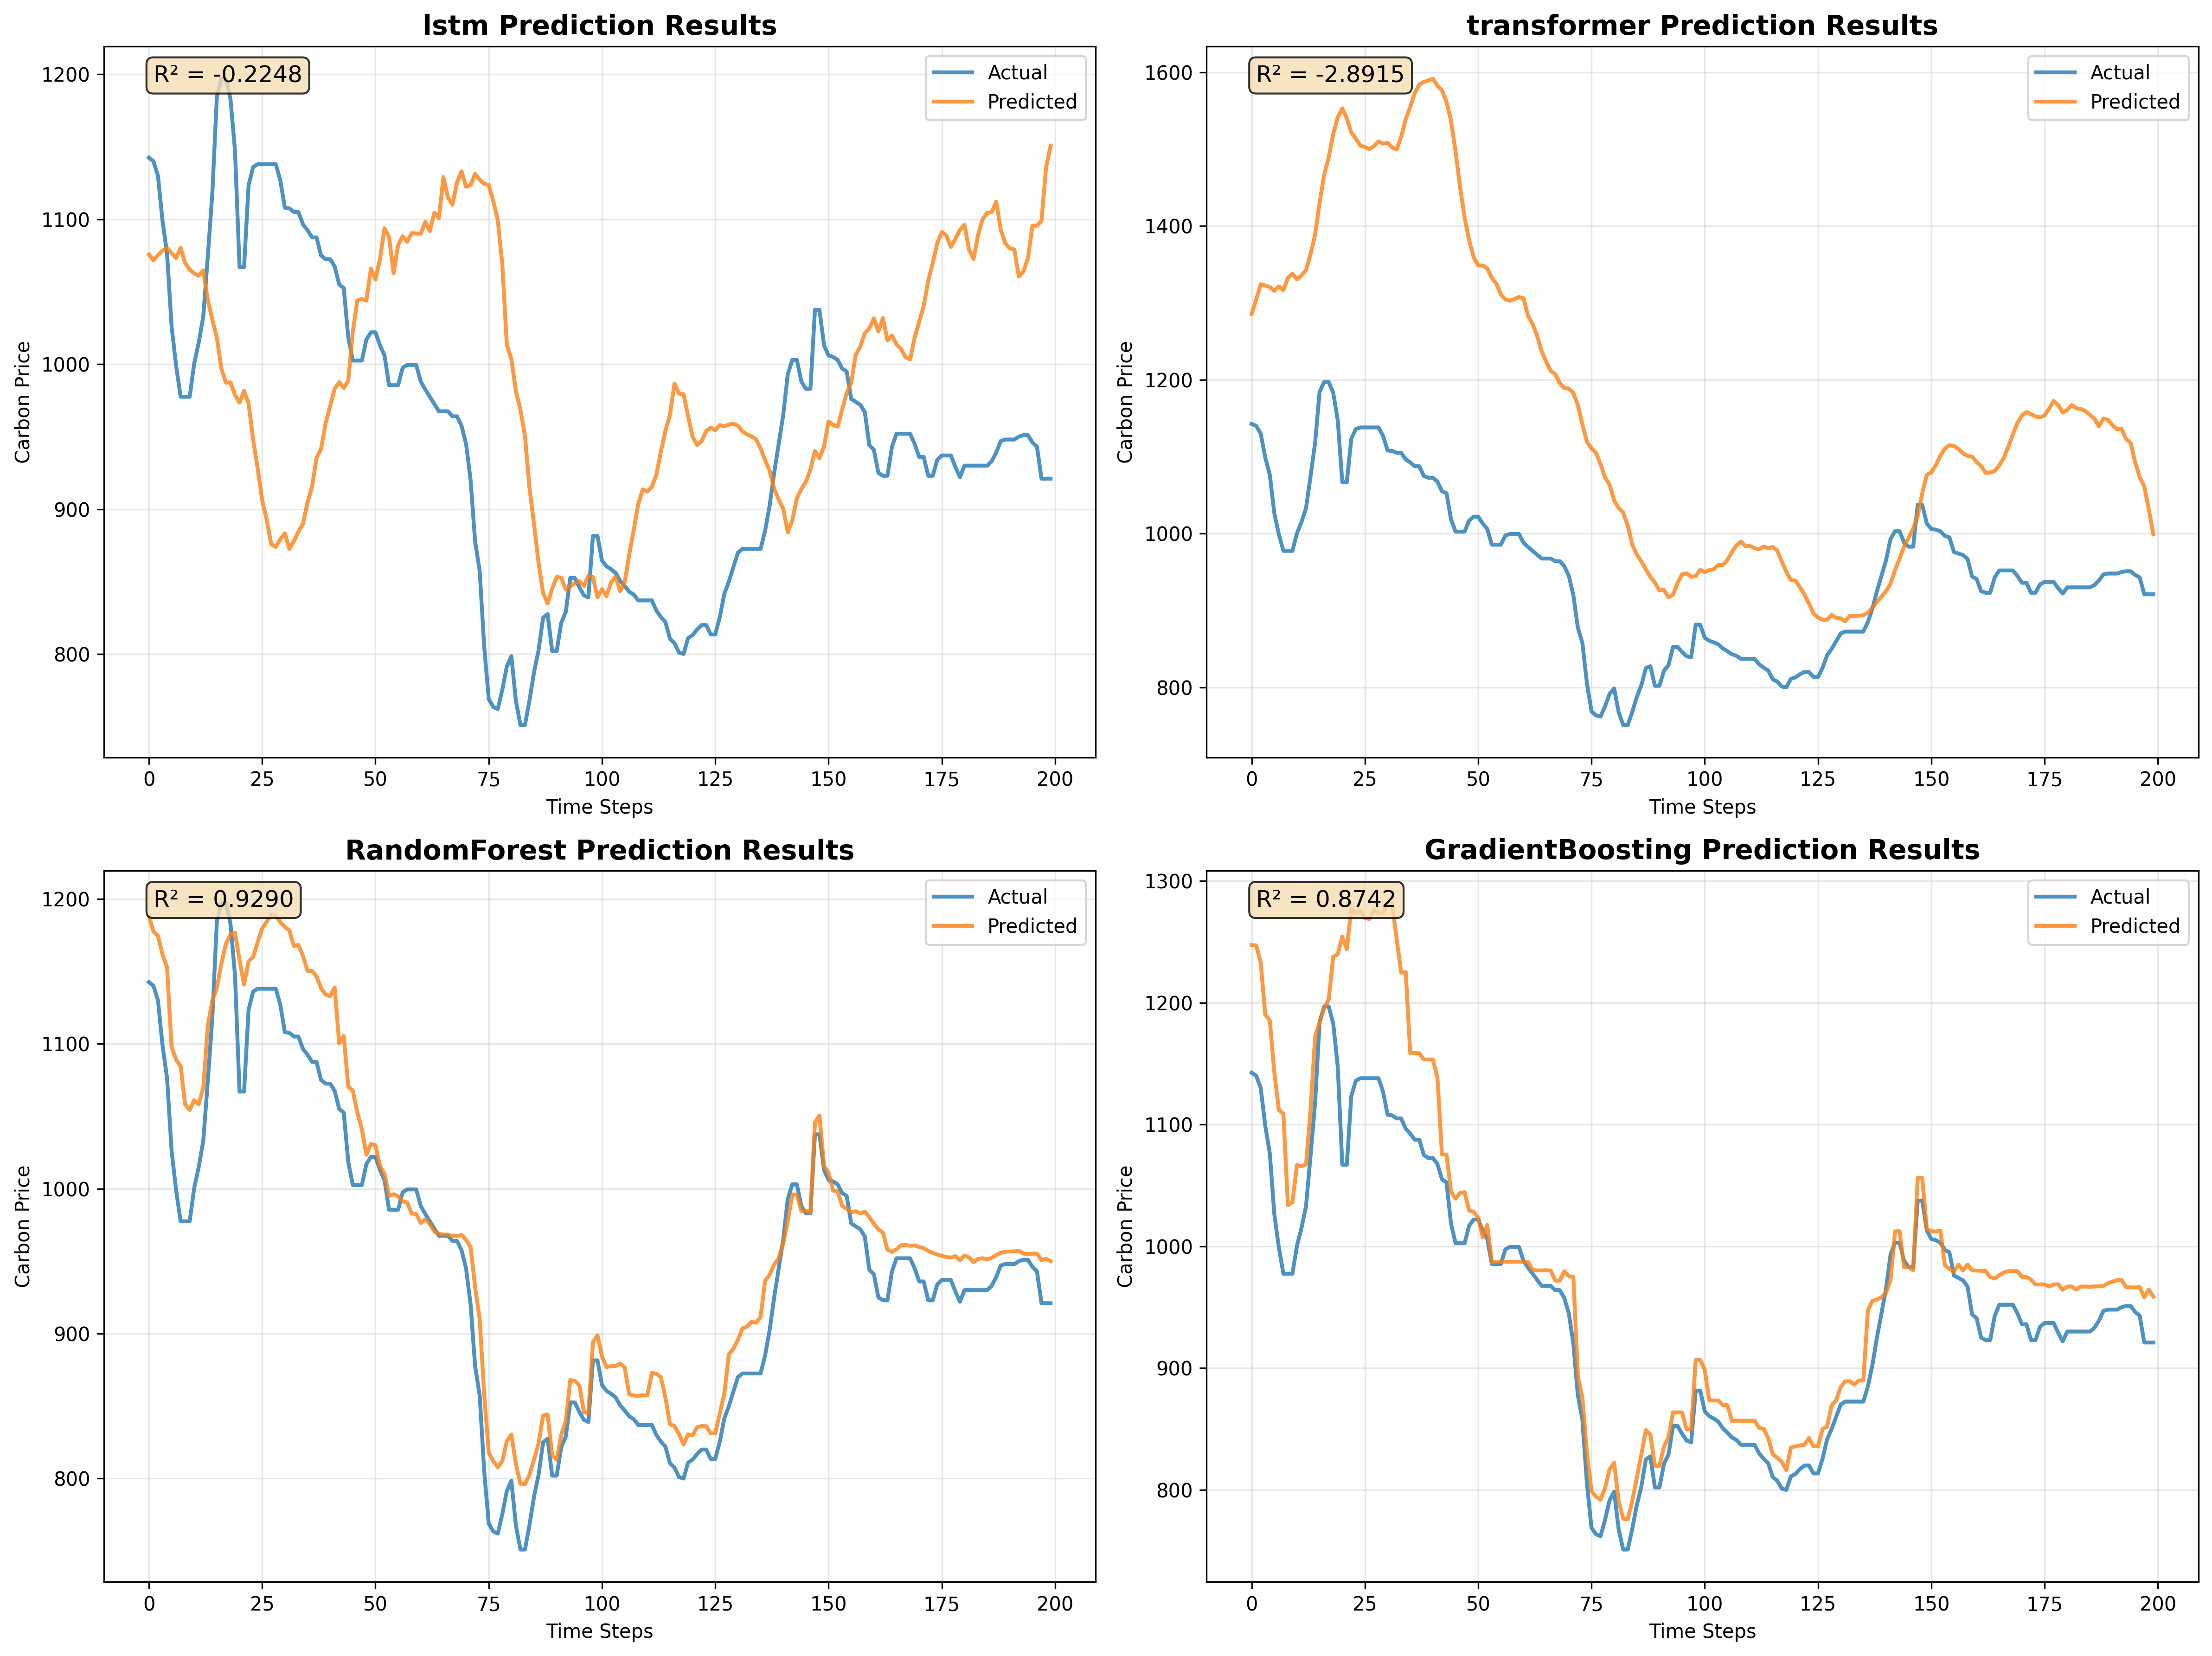 lstm Prediction Results
R² = -0.2248
Actual
Predicted
Carbon Price
1200
1100
1000
900
800
0 25 50 75 100 125 150 175 200
Time Steps
transformer Prediction Results
R² = -2.8915
Actual
Predicted
Carbon Price
1600
1400
1200
1000
800
0 25 50 75 100 125 150 175 200
Time Steps
RandomForest Prediction Results
R² = 0.9290
Actual
Predicted
Carbon Price
1200
1100
1000
900
800
0 25 50 75 100 125 150 175 200
Time Steps
GradientBoosting Prediction Results
R² = 0.8742
Actual
Predicted
Carbon Price
1300
1200
1100
1000
900
800
0 25 50 75 100 125 150 175 200
Time Steps